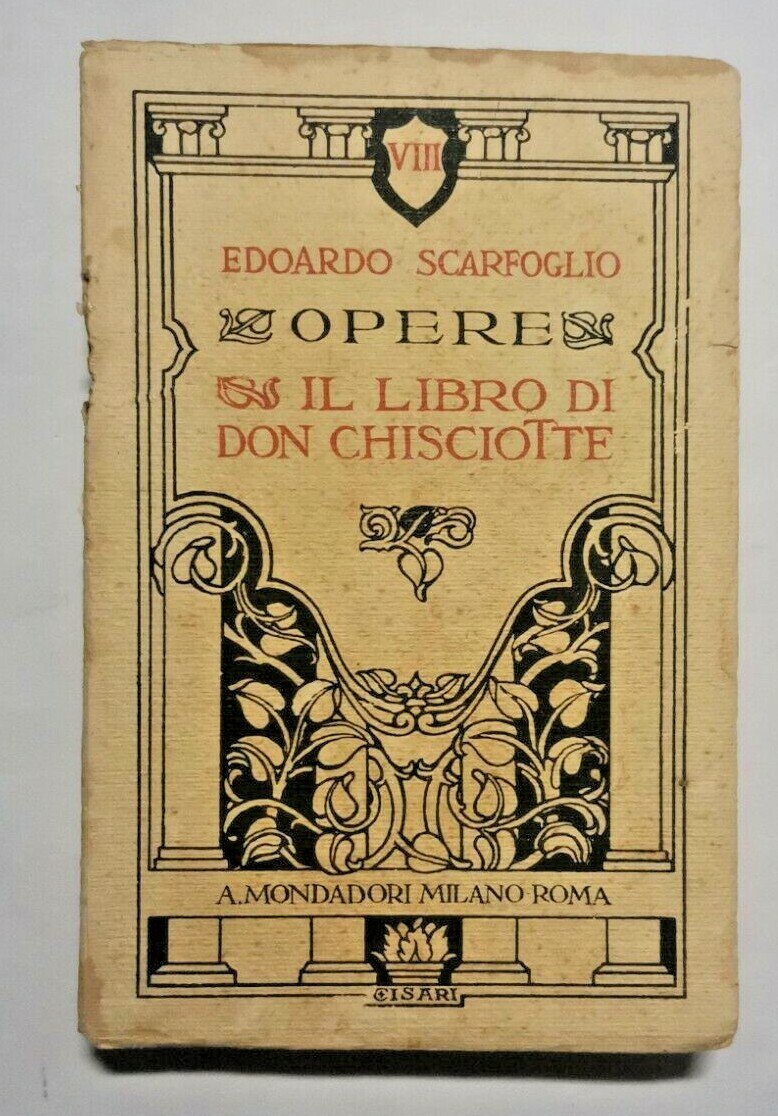 VIII
EDOARDO SCARFOGLIO
OPERE
IL LIBRO DI
DON CHISCIOTTE
A. MONDADORI MILANO · ROMA
CISARI